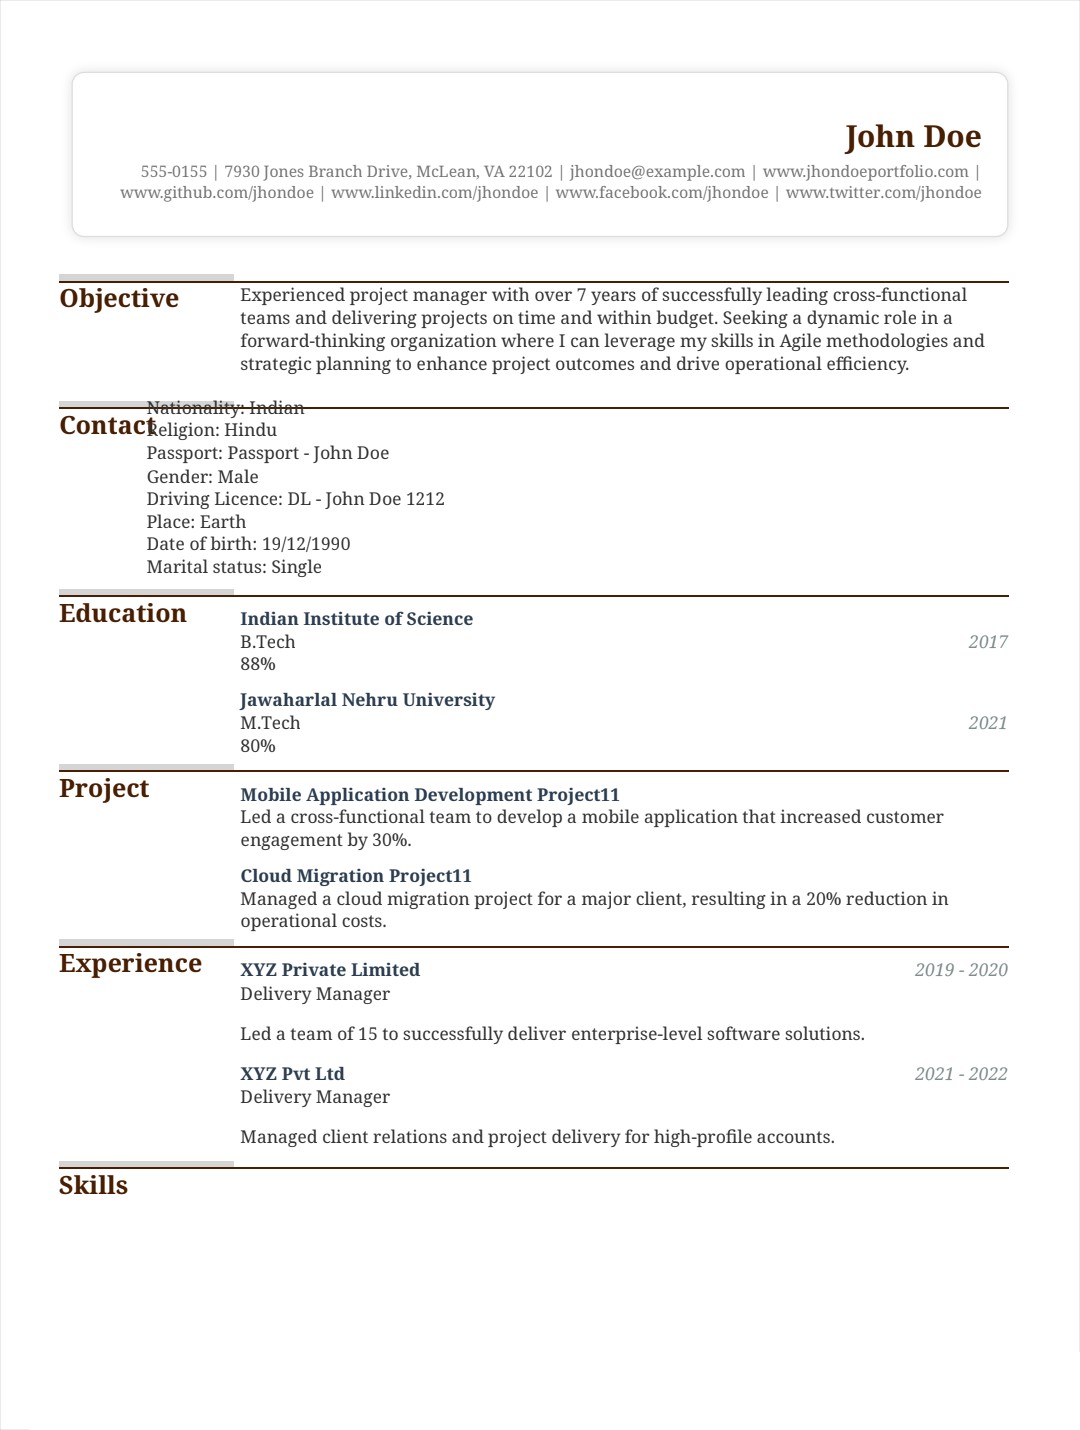 John Doe
555-0155 | 7930 Jones Branch Drive, McLean, VA 22102 | jhondoe@example.com | www.jhondoeportfolio.com |
www.github.com/jhondoe | www.linkedin.com/jhondoe | www.facebook.com/jhondoe | www.twitter.com/jhondoe
Objective
Experienced project manager with over 7 years of successfully leading cross-functional
teams and delivering projects on time and within budget. Seeking a dynamic role in a
forward-thinking organization where I can leverage my skills in Agile methodologies and
strategic planning to enhance project outcomes and drive operational efficiency.
Contact
Nationality: Indian
Religion: Hindu
Passport: Passport - John Doe
Gender: Male
Driving Licence: DL - John Doe 1212
Place: Earth
Date of birth: 19/12/1990
Marital status: Single
Education
Indian Institute of Science
B.Tech 2017
88%
Jawaharlal Nehru University
M.Tech 2021
80%
Project
Mobile Application Development Project11
Led a cross-functional team to develop a mobile application that increased customer
engagement by 30%.
Cloud Migration Project11
Managed a cloud migration project for a major client, resulting in a 20% reduction in
operational costs.
Experience
XYZ Private Limited 2019 - 2020
Delivery Manager
Led a team of 15 to successfully deliver enterprise-level software solutions.
XYZ Pvt Ltd 2021 - 2022
Delivery Manager
Managed client relations and project delivery for high-profile accounts.
Skills